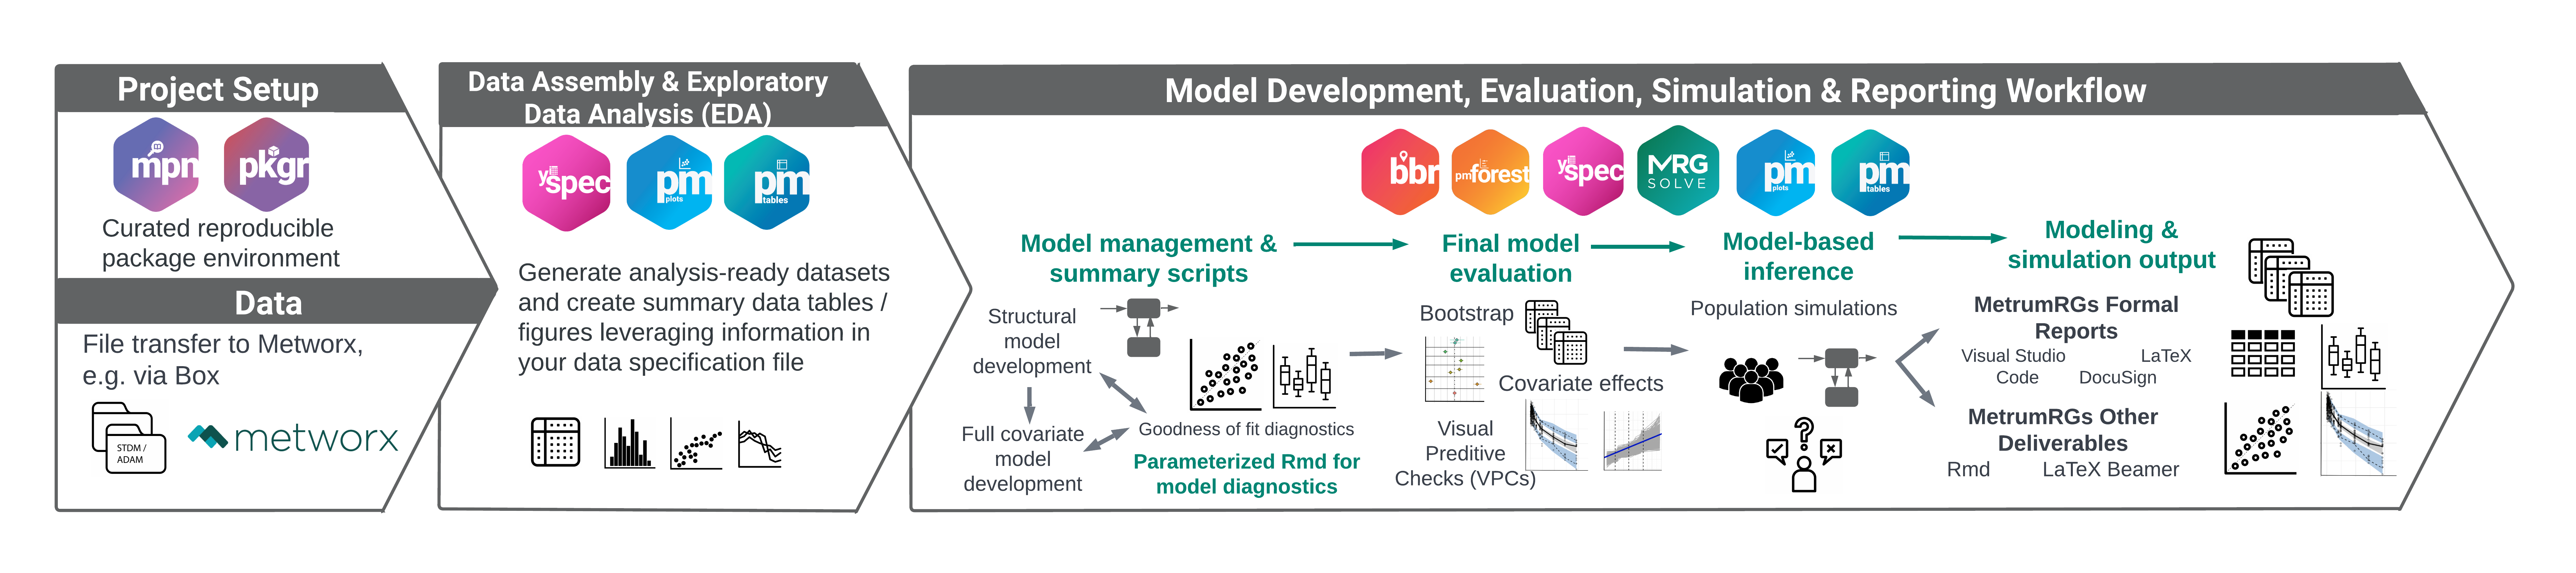 Project Setup
mpn
pkgr
Curated reproducible
package environment
Data
File transfer to Metworx,
e.g. via Box
STDM /
ADAM
metworx
Data Assembly & Exploratory
Data Analysis (EDA)
yspec
pm
plots
pm
tables
Generate analysis-ready datasets
and create summary data tables /
figures leveraging information in
your data specification file
Model Development, Evaluation, Simulation & Reporting Workflow
bbr
pmforest
yspec
MRG
SOLVE
pm
plots
pm
tables
Model management &
summary scripts
Structural
model
development
Full covariate
model
development
Goodness of fit diagnostics
Parameterized Rmd for
model diagnostics
Final model
evaluation
Bootstrap
Covariate effects
Visual
Preditive
Checks (VPCs)
Model-based
inference
Population simulations
Modeling &
simulation output
MetrumRGs Formal
Reports
Visual Studio LaTeX
Code DocuSign
MetrumRGs Other
Deliverables
Rmd LaTeX Beamer